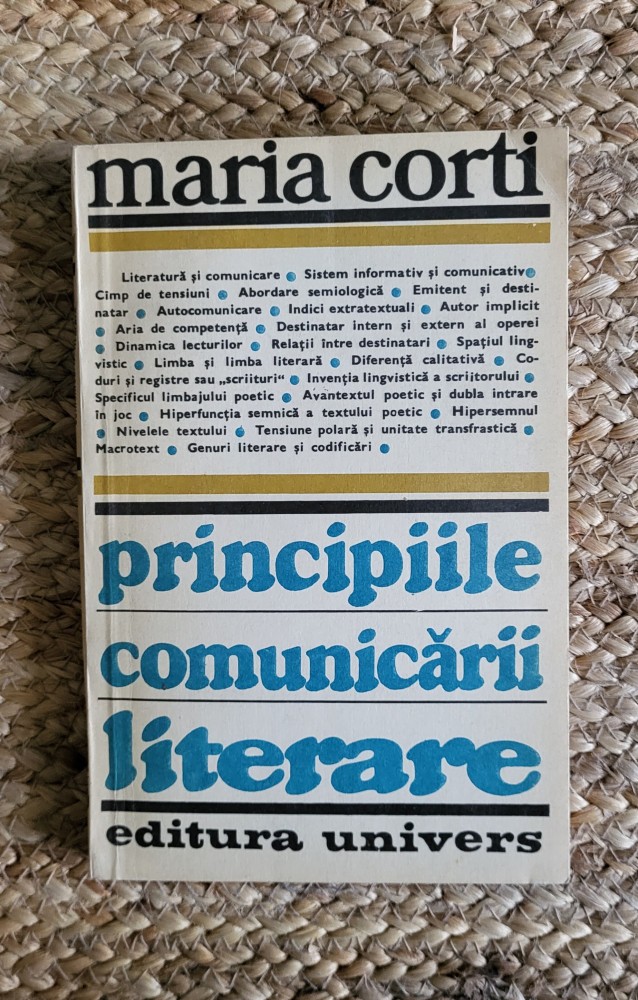 maria corti
Literatură și comunicare ● Sistem informativ și comunicativ ●
Cîmp de tensiuni ● Abordare semiologică ● Emitent și desti-
natar ● Autocomunicare ● Indici extratextuali ● Autor implicit
● Aria de competență ● Destinatar intern și extern al operei
● Dinamica lecturilor ● Relații între destinatari ● Spațiul ling-
vistic ● Limba și limba literară ● Diferență calitativă ● Co-
duri și registre sau „scriituri“ ● Invenția lingvistică a scriitorului ●
Specificul limbajului poetic ● Avantextul poetic și dubla intrare
în joc ● Hiperfuncția semnică a textului poetic ● Hipersemnul
● Nivelele textului ● Tensiune polară și unitate transfrastică ●
Macrotext ● Genuri literare și codificări ●
principiile
comunicării
literare
editura univers